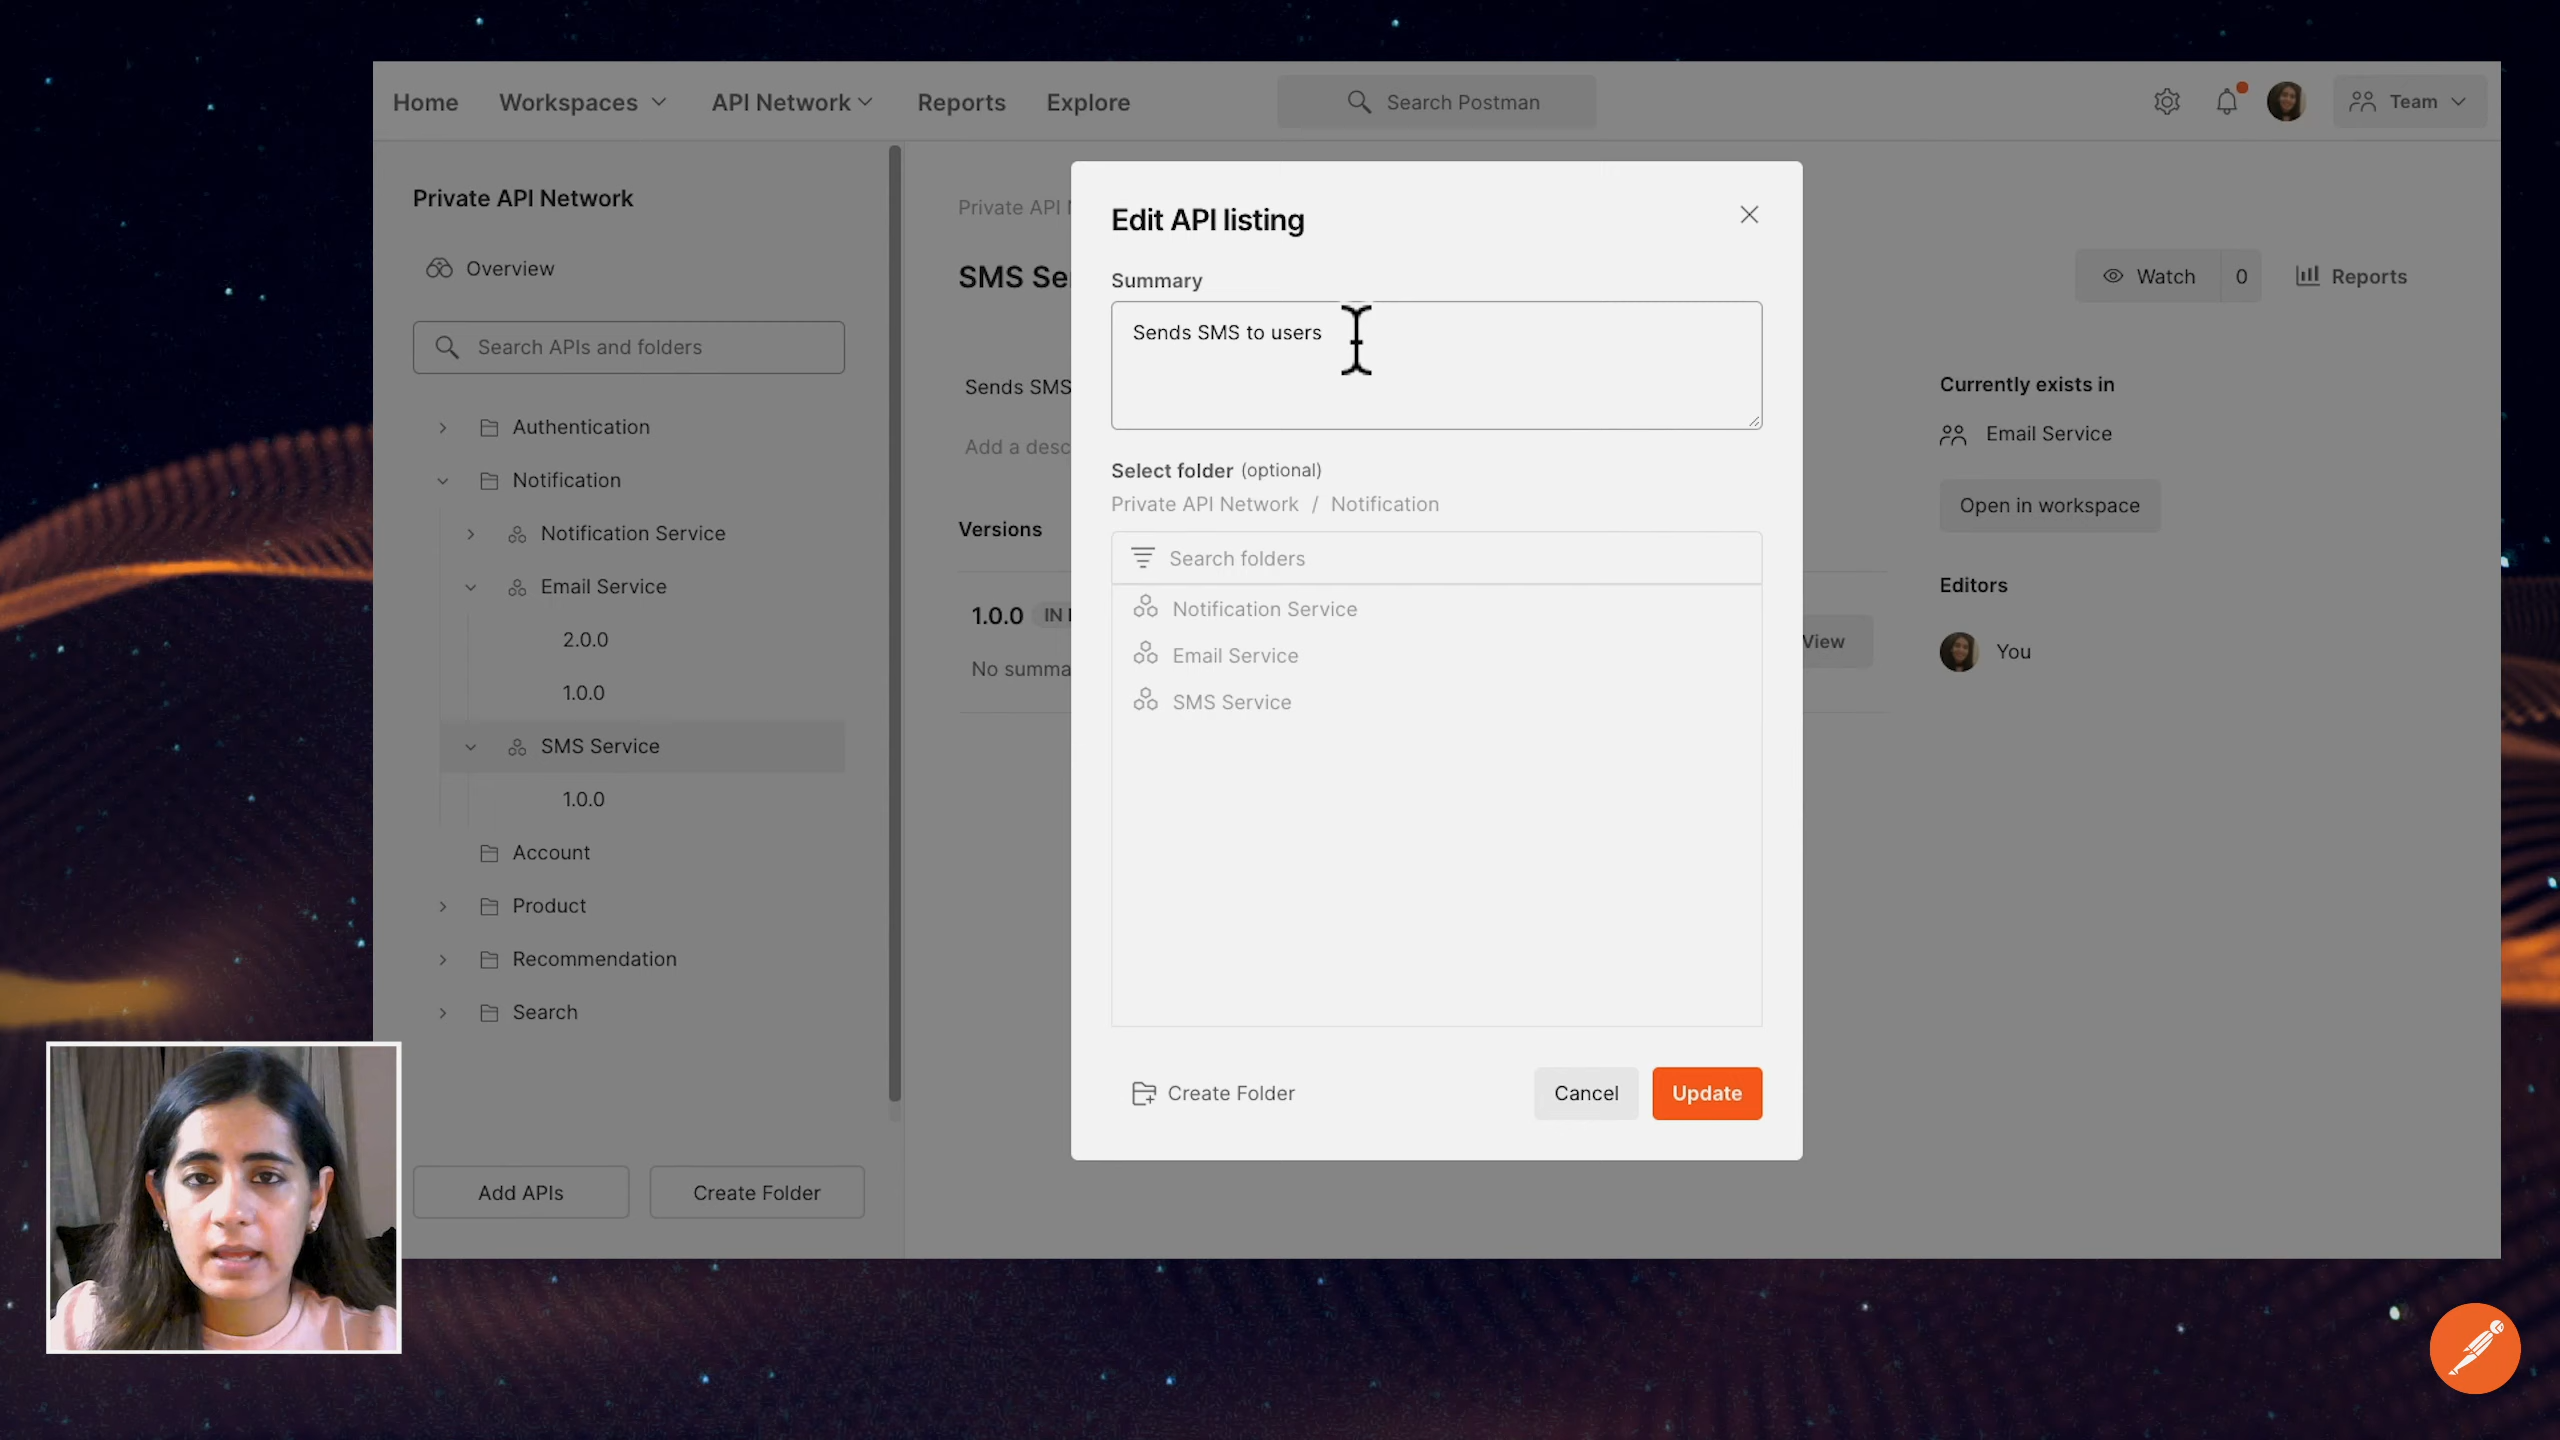 Home Workspaces API Network Reports Explore Search Postman Team
Private API Network
Overview
Search APIs and folders
Authentication
Notification
Notification Service
Email Service
2.0.0
1.0.0
SMS Service
1.0.0
Account
Product
Recommendation
Search
Add APIs Create Folder
Private API
SMS Se
Sends SMS
Add a desc
Versions
1.0.0 IN
No summa
View
Watch 0 Reports
Currently exists in
Email Service
Open in workspace
Editors
You
Edit API listing
Summary
Sends SMS to users
Select folder (optional)
Private API Network / Notification
Search folders
Notification Service
Email Service
SMS Service
Create Folder Cancel Update